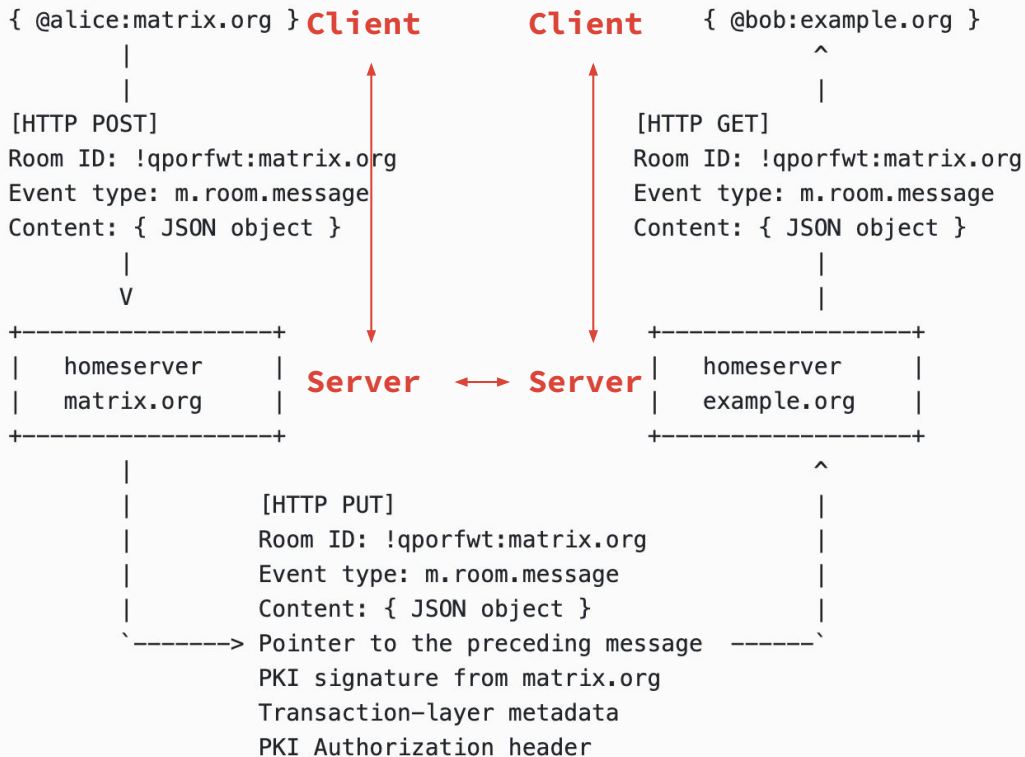 { @alice:matrix.org } Client Client { @bob:example.org }
| ^
| |
[HTTP POST] [HTTP GET]
Room ID: !qporfwt:matrix.org Room ID: !qporfwt:matrix.org
Event type: m.room.message Event type: m.room.message
Content: { JSON object } Content: { JSON object }
| |
V |
+------------------+ +------------------+
| homeserver | Server Server | homeserver |
| matrix.org | | example.org |
+------------------+ +------------------+
| ^
| [HTTP PUT] |
| Room ID: !qporfwt:matrix.org |
| Event type: m.room.message |
| Content: { JSON object } |
`-------> Pointer to the preceding message ------`
PKI signature from matrix.org
Transaction-layer metadata
PKI Authorization header